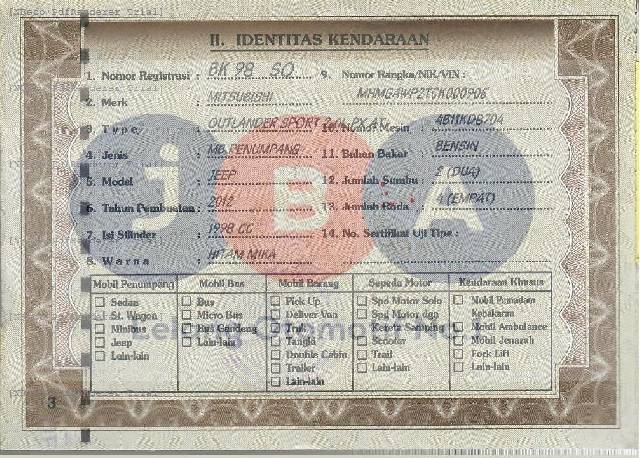 [XBezo PdfRenderer Trial]
II. IDENTITAS KENDARAAN
1. Nomor Registrasi : BK 98 SO
9. Nomor Rangka/NIK/VIN :
2. Merk : MITSUBISHI
3. Type : OUTLANDER SPORT
10. Nomor Mesin :
4. Jenis : MB.PENUMPANG
11. Bahan Bakar : BENSIN
5. Model : JEEP
12. Jumlah Sumbu : 2 (DUA)
6. Tahun Pembuatan : 2012
13. Jumlah Roda : 4 (EMPAT)
7. Isi Silinder : 1998 CC
14. No. Sertifikat Uji Tipe :
8. Warna : HITAM MIKA
iBA
Mobil Penumpang Mobil Bus Mobil Barang Sepeda Motor Kendaraan Khusus
Sedan Bus Pick Up Spd Motor Solo Mobil Pemadam
St. Wagon Micro Bus Deliver Van Spd Motor dgn Kebakaran
Minibus Bus Gandeng Truk Kereta Samping Mobil Ambulance
Jeep Lain-lain Tangki Scooter Mobil Jenazah
Lain-lain Double Cabin Trail Fork Lift
Trailer Lain-lain Lain-lain
Lain-lain
3